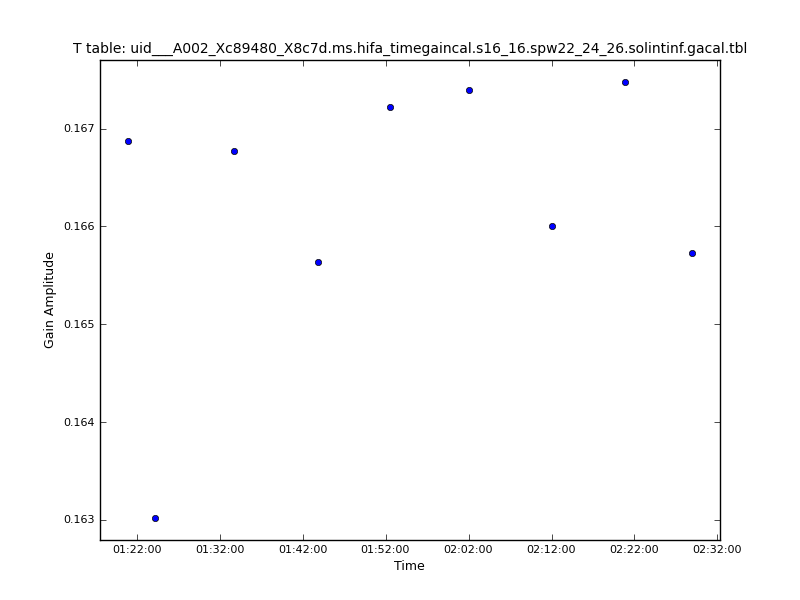 T table: uid___A002_Xc89480_X8c7d.ms.hifa_timegaincal.s16_16.spw22_24_26.solintinf.gacal.tbl
0.167
0.166
0.165
0.164
0.163
Gain Amplitude
01:22:00 01:32:00 01:42:00 01:52:00 02:02:00 02:12:00 02:22:00 02:32:00
Time